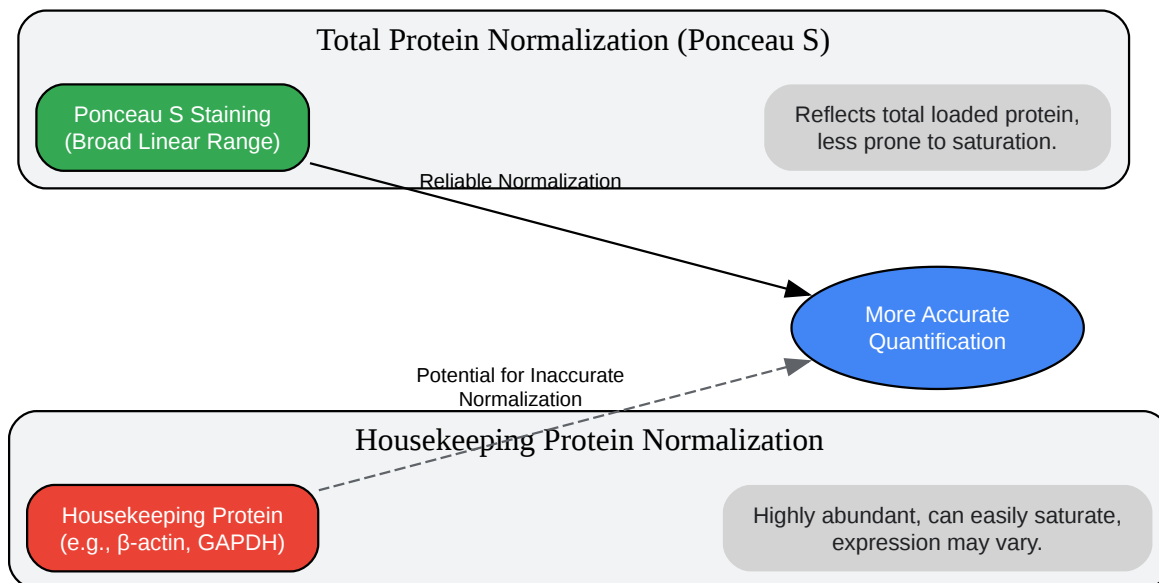 Total Protein Normalization (Ponceau S)
Ponceau S Staining
(Broad Linear Range)
Reflects total loaded protein,
less prone to saturation.
Reliable Normalization
More Accurate
Quantification
Potential for Inaccurate
Normalization
Housekeeping Protein Normalization
Housekeeping Protein
(e.g., β-actin, GAPDH)
Highly abundant, can easily saturate,
expression may vary.